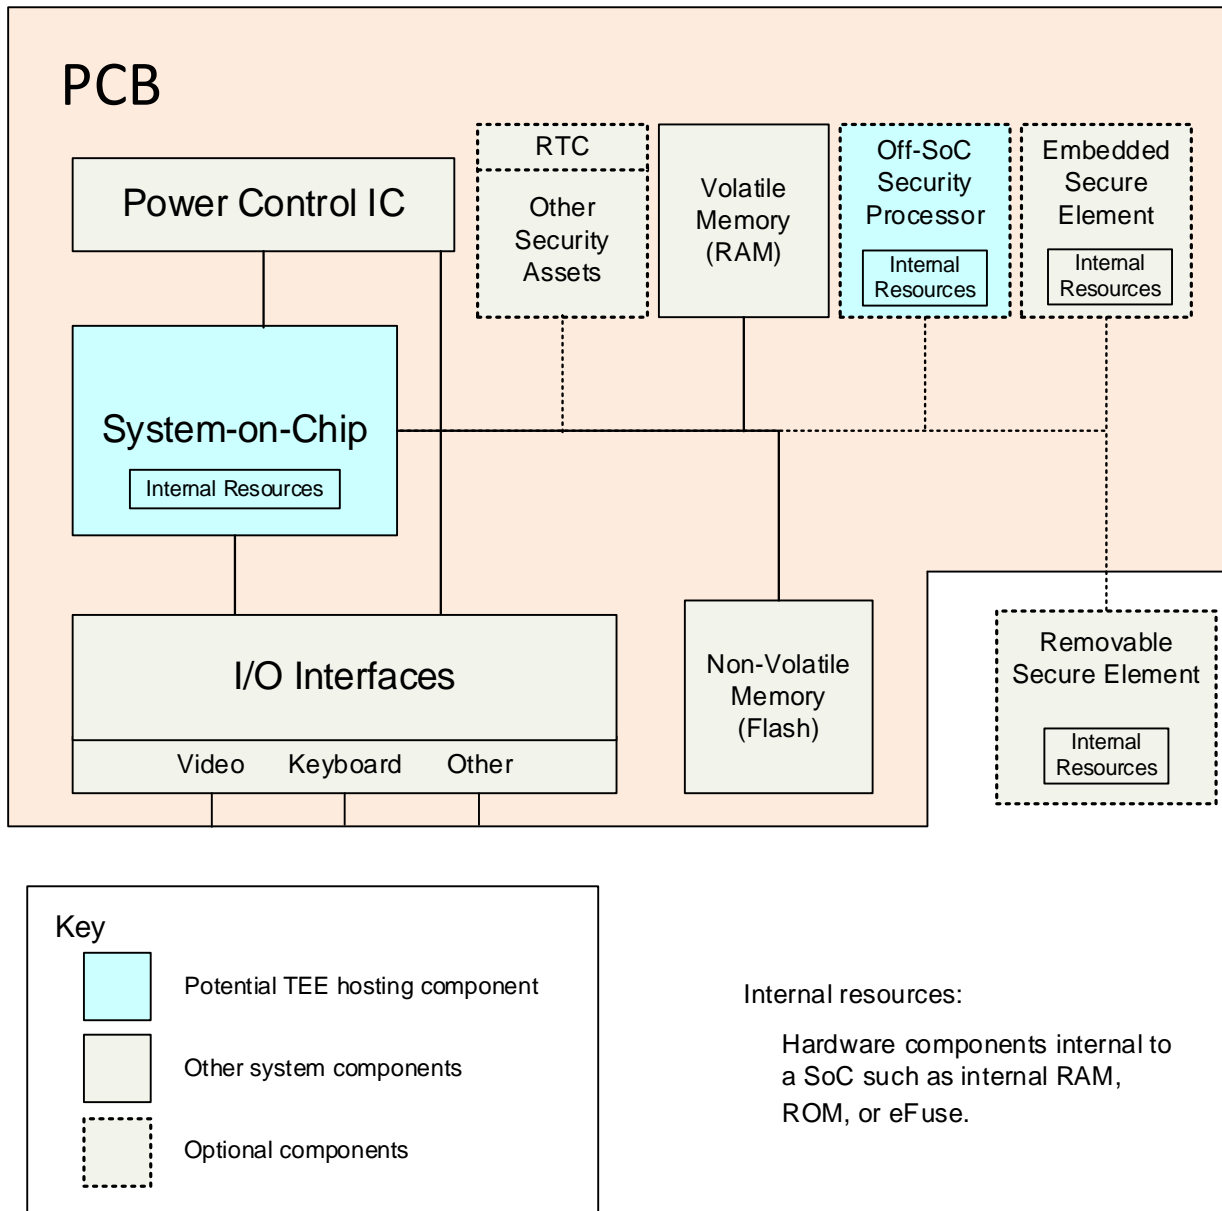 PCB
Power Control IC
RTC
Other
Security
Assets
Volatile
Memory
(RAM)
Off-SoC
Security
Processor
Internal
Resources
Embedded
Secure
Element
Internal
Resources
System-on-Chip
Internal Resources
I/O Interfaces
Video Keyboard Other
Non-Volatile
Memory
(Flash)
Removable
Secure Element
Internal
Resources
Key
Potential TEE hosting component
Other system components
Optional components
Internal resources:
Hardware components internal to
a SoC such as internal RAM,
ROM, or eFuse.